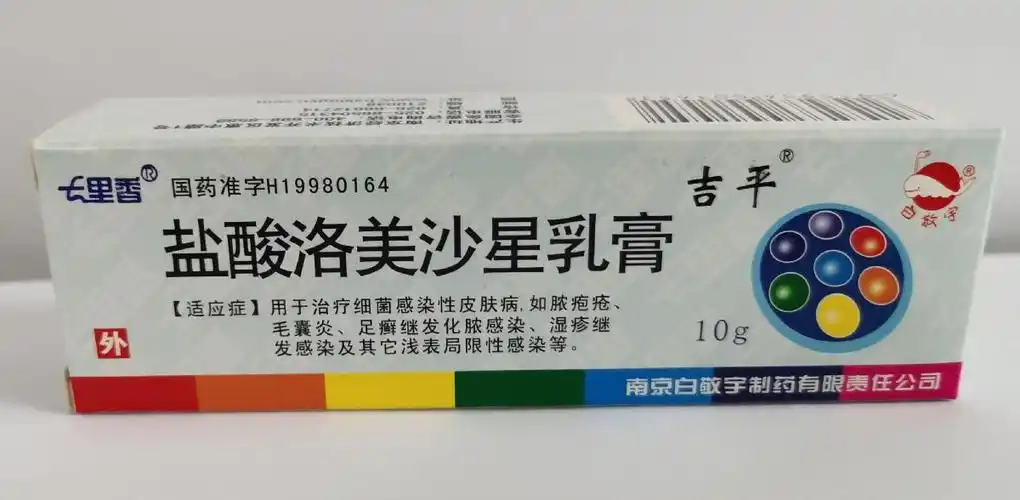 千里香® 国药准字H19980164
吉平®
白敬宇®
盐酸洛美沙星乳膏
【适应症】用于治疗细菌感染性皮肤病,如脓疱疮、
毛囊炎、足癣继发化脓感染、湿疹继
发感染及其它浅表局限性感染等。
外
10g
南京白敬宇制药有限责任公司